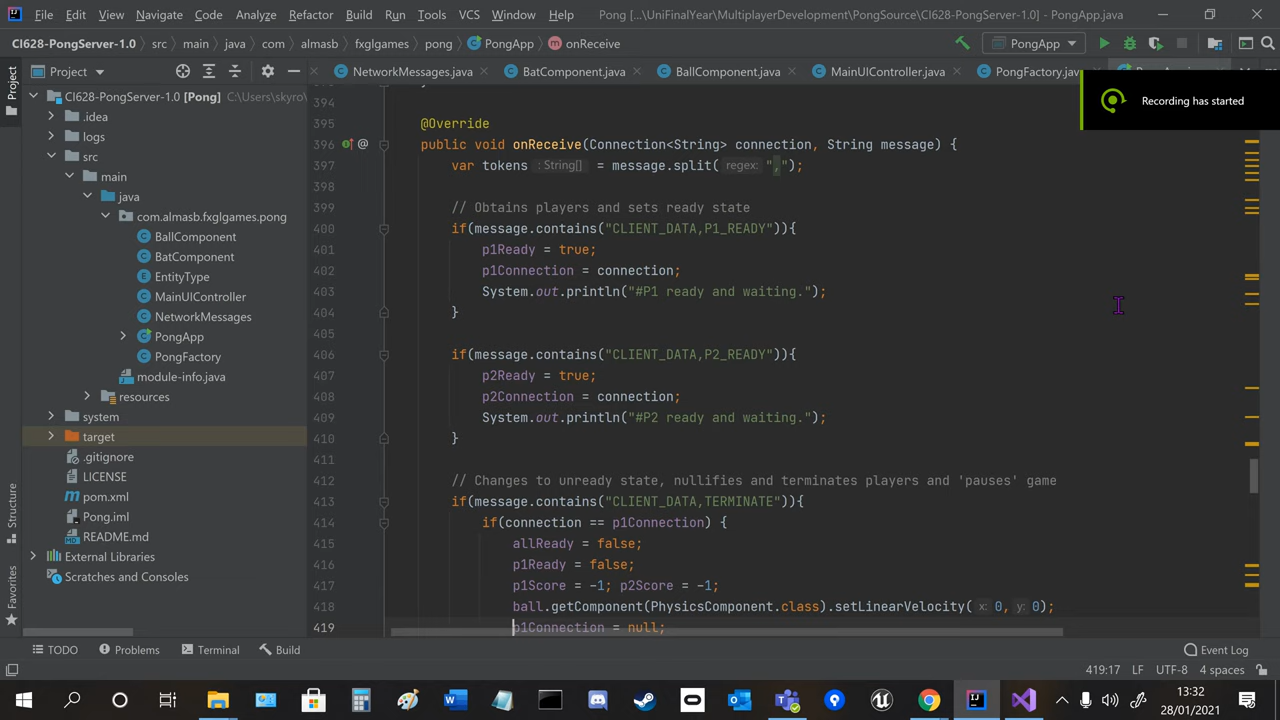 File Edit View Navigate Code Analyze Refactor Build Run Tools VCS Window Help Pong [...\UniFinalYear\MultiplayerDevelopment\PongSource\CI628-PongServer-1.0] - PongApp.java
CI628-PongServer-1.0 src main java com almasb fxglgames pong PongApp onReceive PongApp
Project Project NetworkMessages.java BatComponent.java BallComponent.java MainUIController.java PongFactory.java
Recording has started
CI628-PongServer-1.0 [Pong] C:\Users\skyro
.idea
logs
src
main
java
com.almasb.fxglgames.pong
BallComponent
BatComponent
EntityType
MainUIController
NetworkMessages
PongApp
PongFactory
module-info.java
resources
system
target
.gitignore
LICENSE
pom.xml
Pong.iml
README.md
External Libraries
Scratches and Consoles
Structure
Favorites
394
395 @Override
396 @ public void onReceive(Connection<String> connection, String message) {
397 var tokens : String[] = message.split( regex: ",");
398
399 // Obtains players and sets ready state
400 if(message.contains("CLIENT_DATA,P1_READY")){
401 p1Ready = true;
402 p1Connection = connection;
403 System.out.println("#P1 ready and waiting.");
404 }
405
406 if(message.contains("CLIENT_DATA,P2_READY")){
407 p2Ready = true;
408 p2Connection = connection;
409 System.out.println("#P2 ready and waiting.");
410 }
411
412 // Changes to unready state, nullifies and terminates players and 'pauses' game
413 if(message.contains("CLIENT_DATA,TERMINATE")){
414 if(connection == p1Connection) {
415 allReady = false;
416 p1Ready = false;
417 p1Score = -1; p2Score = -1;
418 ball.getComponent(PhysicsComponent.class).setLinearVelocity( x: 0, y: 0);
419 p1Connection = null;
TODO Problems Terminal Build Event Log
419:17 LF UTF-8 4 spaces
13:32
28/01/2021